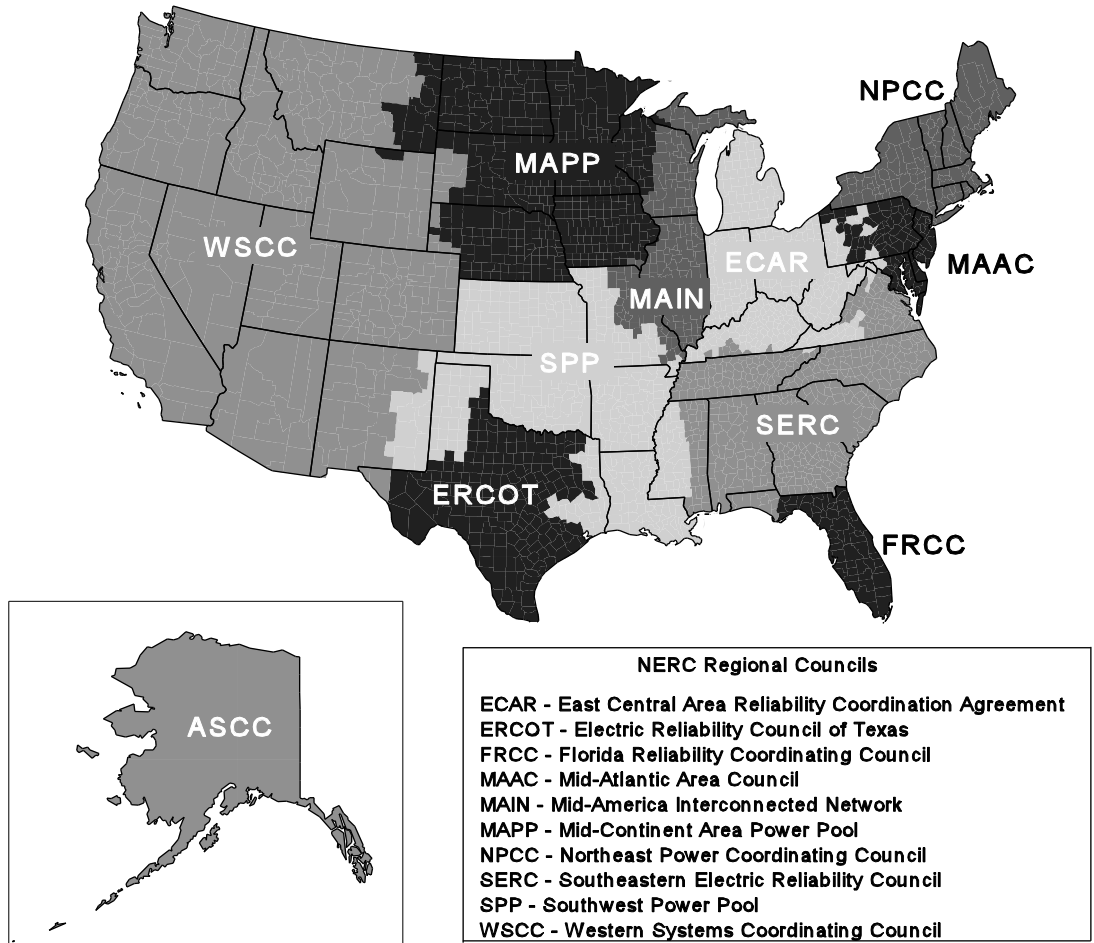 NPCC
MAPP
WSCC
ECAR
MAAC
MAIN
SPP
SERC
ERCOT
FRCC
ASCC
NERC Regional Councils
ECAR - East Central Area Reliability Coordination Agreement
ERCOT - Electric Reliability Council of Texas
FRCC - Florida Reliability Coordinating Council
MAAC - Mid-Atlantic Area Council
MAIN - Mid-America Interconnected Network
MAPP - Mid-Continent Area Power Pool
NPCC - Northeast Power Coordinating Council
SERC - Southeastern Electric Reliability Council
SPP - Southwest Power Pool
WSCC - Western Systems Coordinating Council